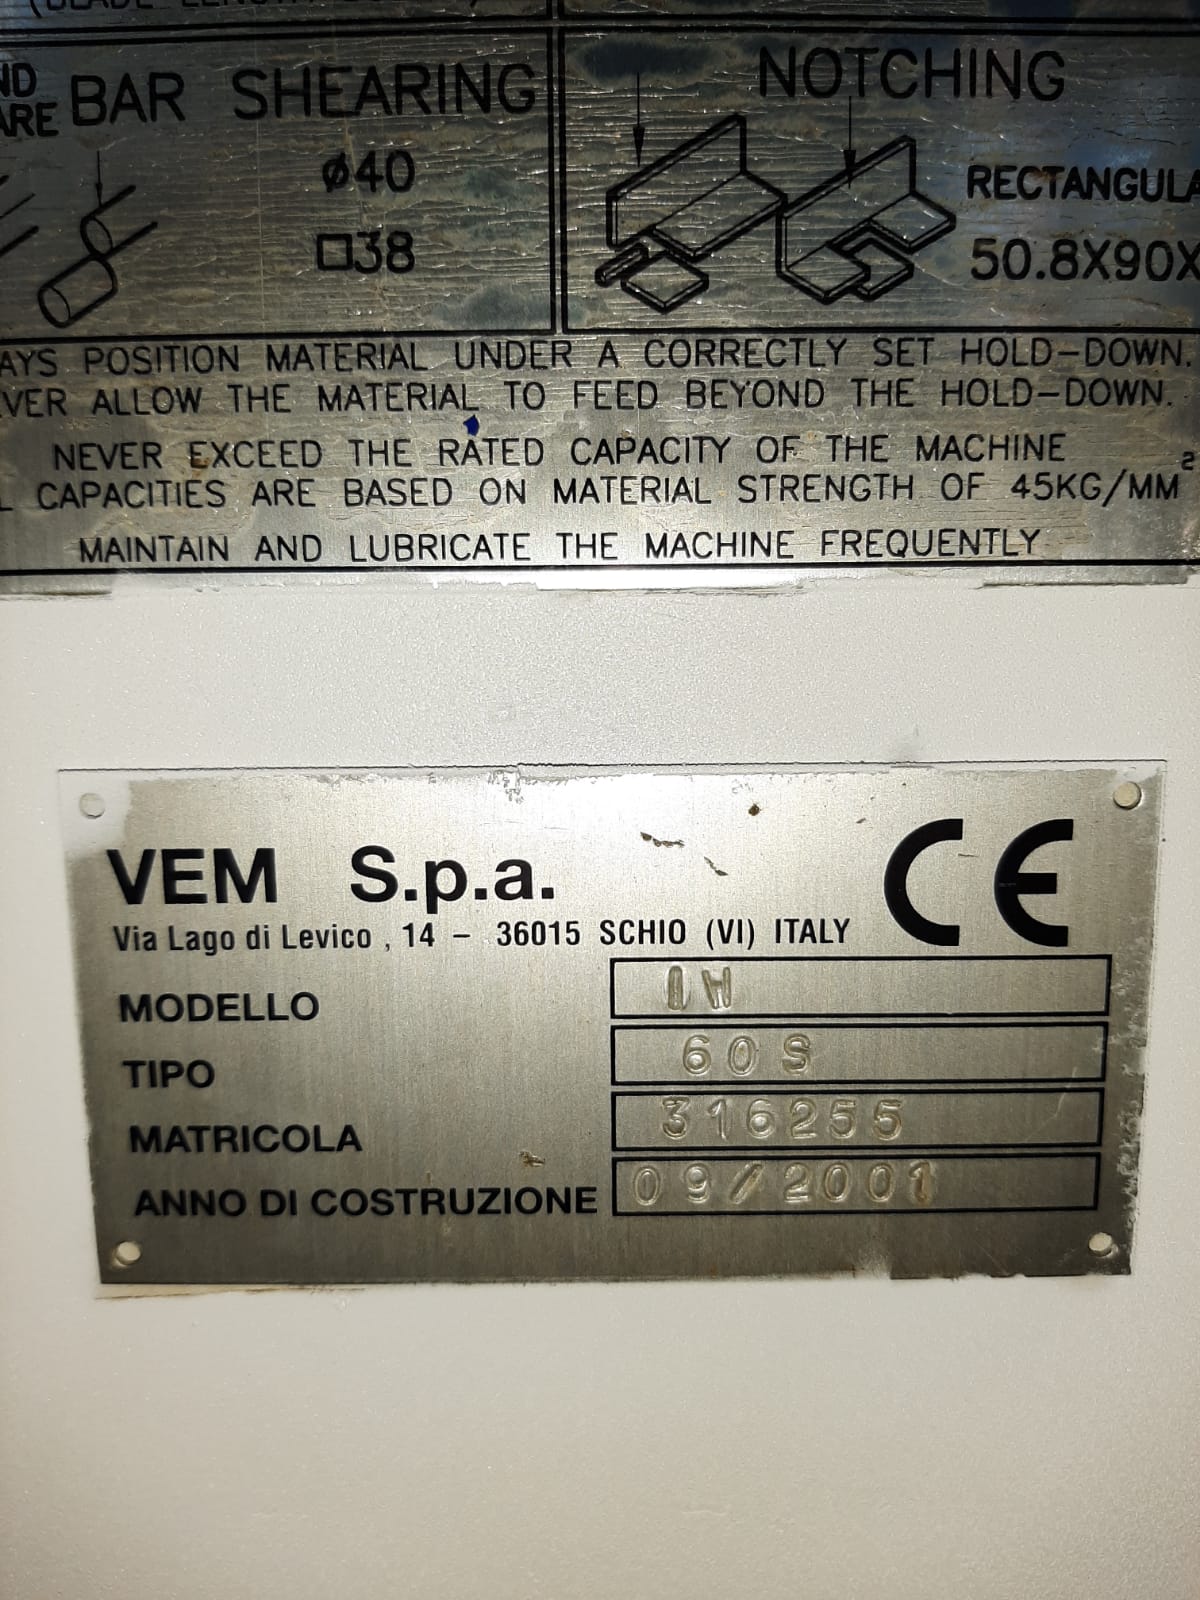 BAR SHEARING
ø40
□38
NOTCHING
RECTANGULA
50.8X90X
AYS POSITION MATERIAL UNDER A CORRECTLY SET HOLD-DOWN.
VER ALLOW THE MATERIAL TO FEED BEYOND THE HOLD-DOWN.
NEVER EXCEED THE RATED CAPACITY OF THE MACHINE
L CAPACITIES ARE BASED ON MATERIAL STRENGTH OF 45KG/MM²
MAINTAIN AND LUBRICATE THE MACHINE FREQUENTLY
VEM S.p.a. CE
Via Lago di Levico , 14 – 36015 SCHIO (VI) ITALY
MODELLO IW
TIPO 60S
MATRICOLA 316255
ANNO DI COSTRUZIONE 09/2001